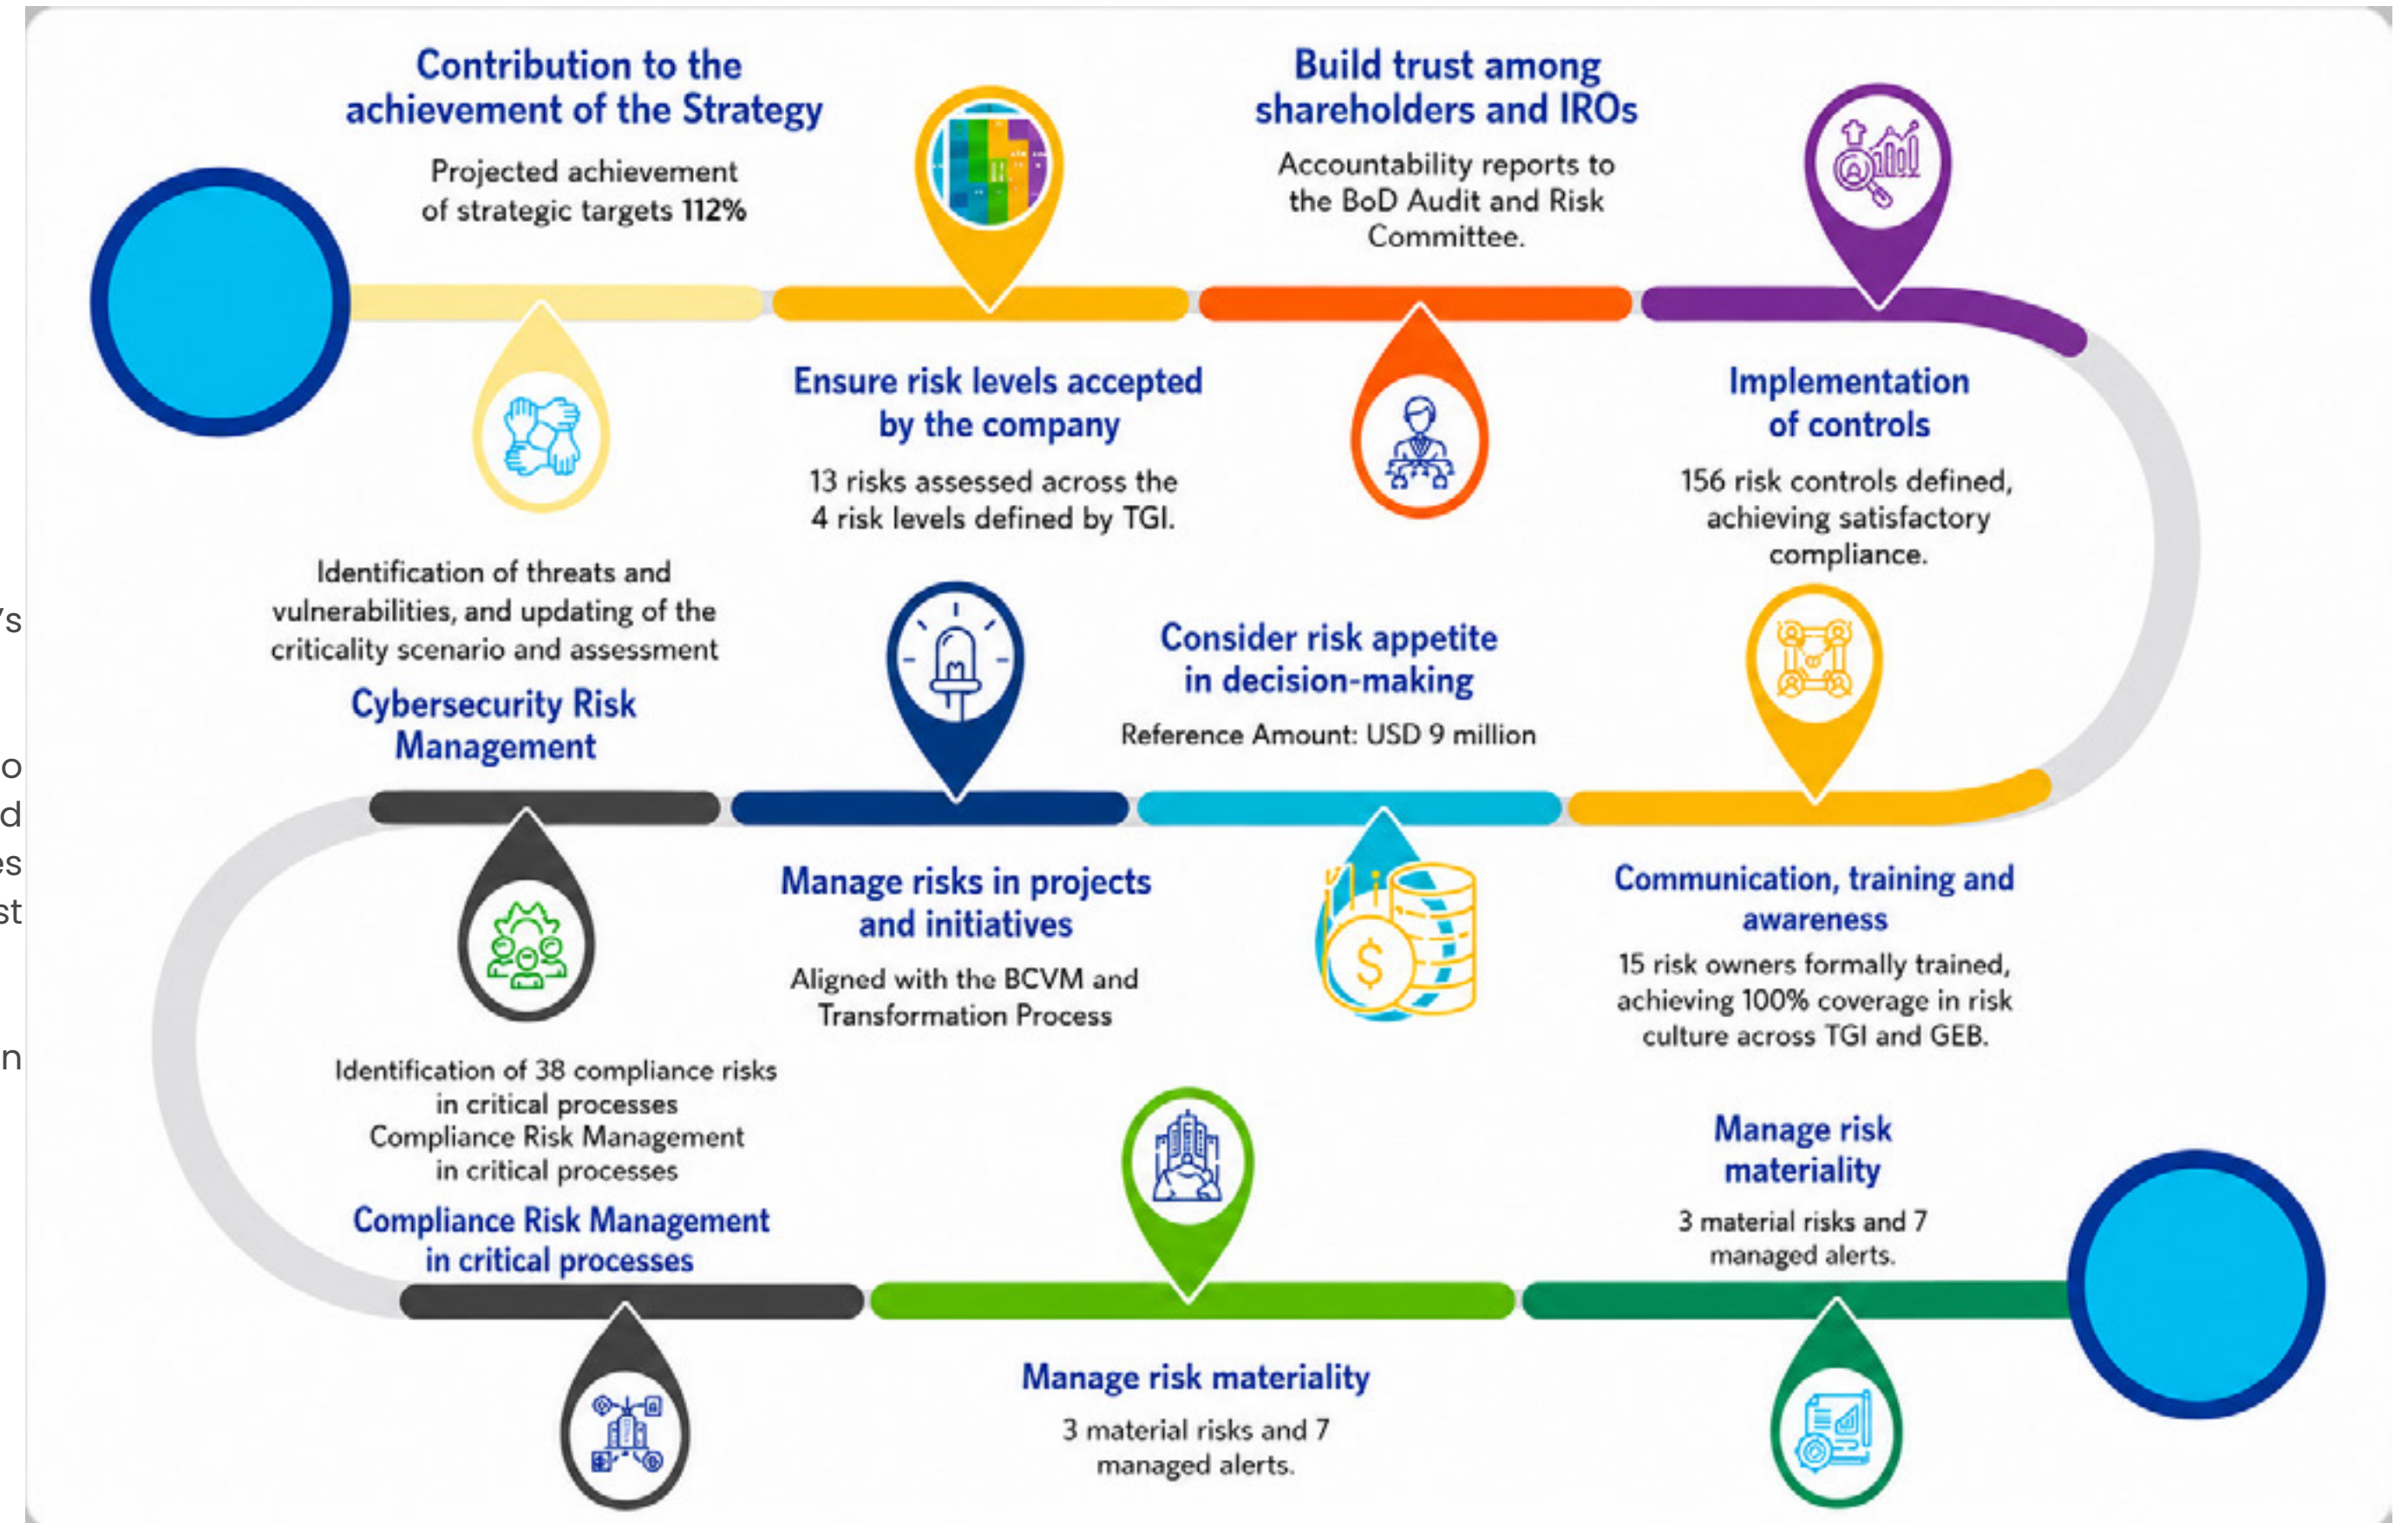 Contribution to the
achievement of the Strategy
Projected achievement
of strategic targets 112%
Build trust among
shareholders and IROs
Accountability reports to
the BoD Audit and Risk
Committee.
Ensure risk levels accepted
by the company
13 risks assessed across the
4 risk levels defined by TGI.
Implementation
of controls
156 risk controls defined,
achieving satisfactory
compliance.
Identification of threats and
vulnerabilities, and updating of the
criticality scenario and assessment
Cybersecurity Risk
Management
Consider risk appetite
in decision-making
Reference Amount: USD 9 million
Manage risks in projects
and initiatives
Aligned with the BCVM and
Transformation Process
$
Communication, training and
awareness
15 risk owners formally trained,
achieving 100% coverage in risk
culture across TGI and GEB.
Identification of 38 compliance risks
in critical processes
Compliance Risk Management
in critical processes
Compliance Risk Management
in critical processes
Manage risk
materiality
3 material risks and 7
managed alerts.
Manage risk materiality
3 material risks and 7
managed alerts.